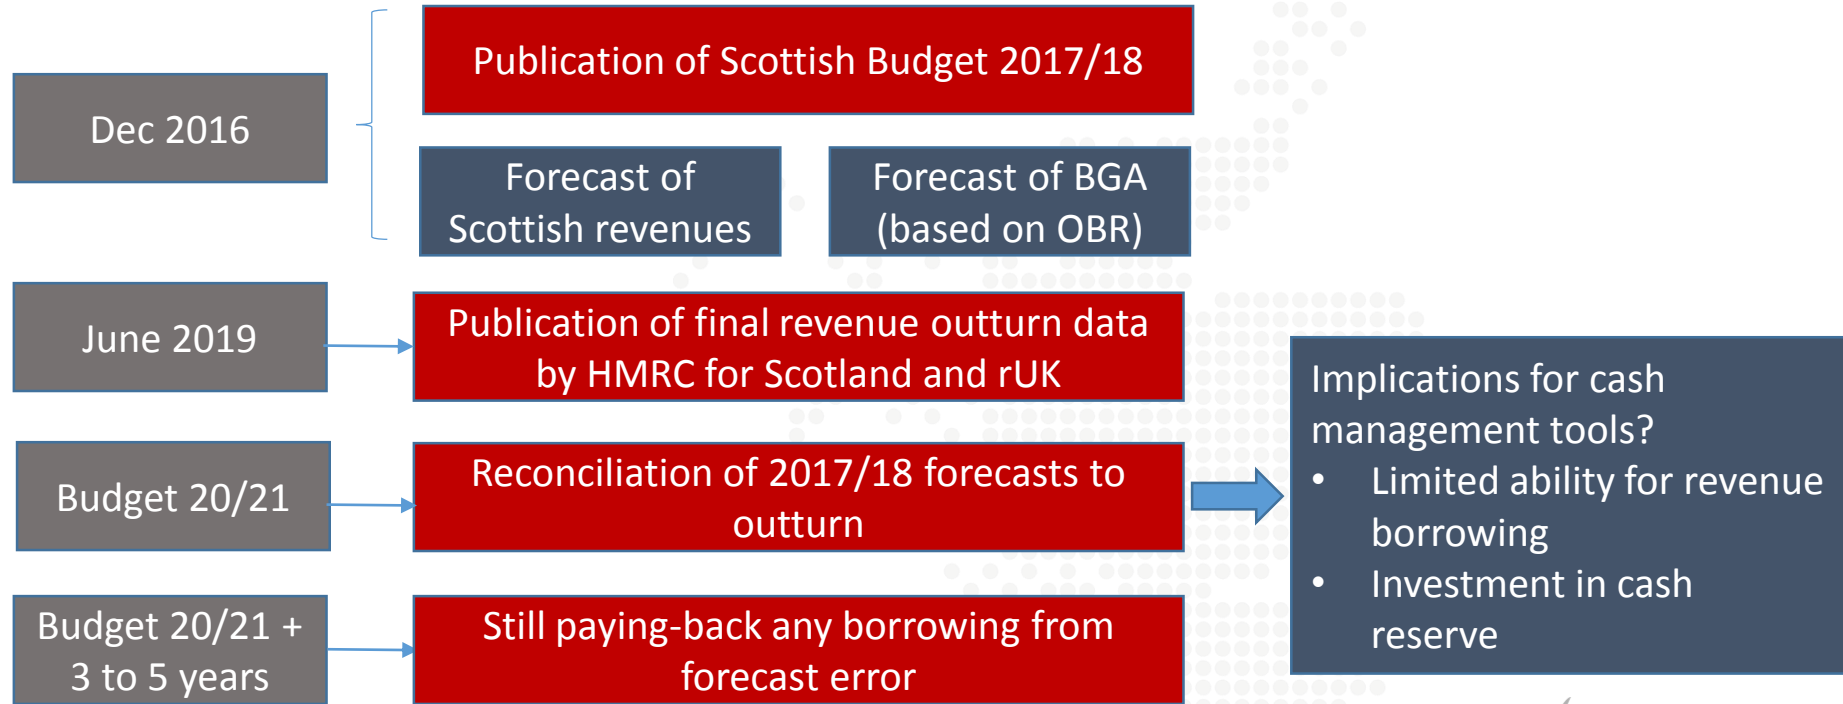 Dec 2016
Publication of Scottish Budget 2017/18
Forecast of
Scottish revenues
Forecast of BGA
(based on OBR)
June 2019
Publication of final revenue outturn data
by HMRC for Scotland and rUK
Budget 20/21
Reconciliation of 2017/18 forecasts to
outturn
Budget 20/21 +
3 to 5 years
Still paying-back any borrowing from
forecast error
Implications for cash
management tools?
• Limited ability for revenue
borrowing
• Investment in cash
reserve